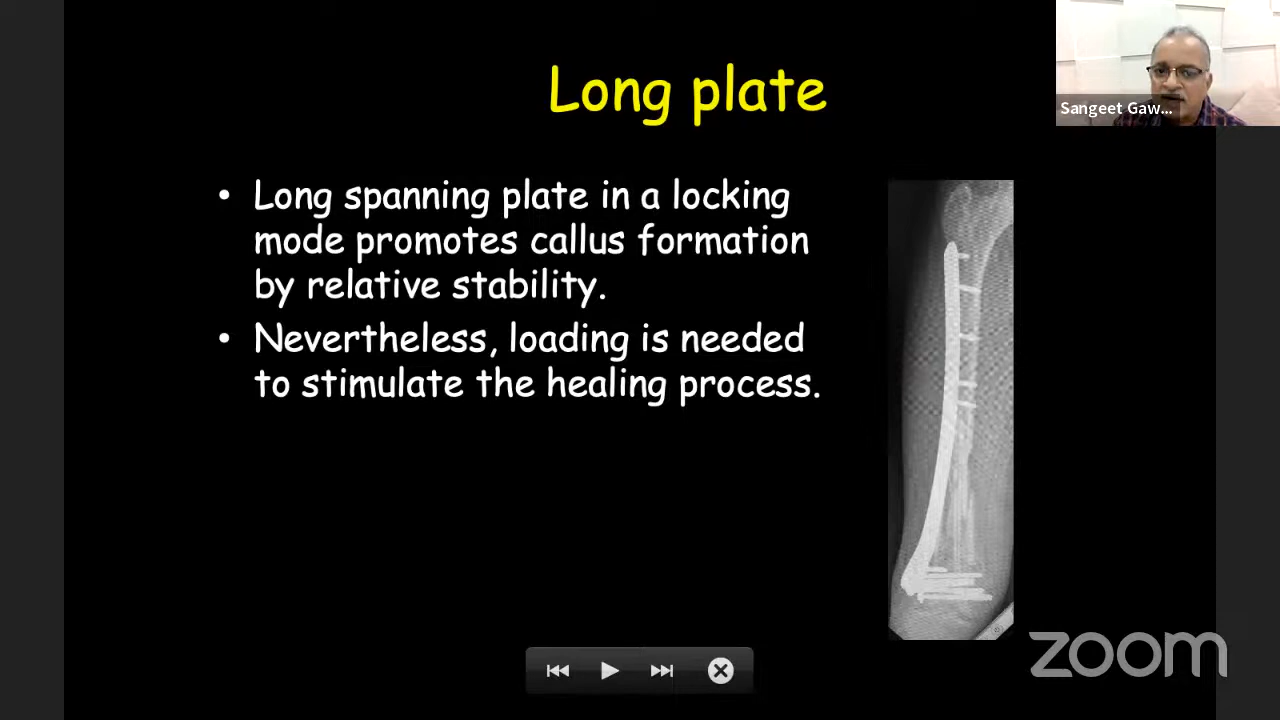 Long plate
Sangeet Gaw...
• Long spanning plate in a locking
mode promotes callus formation
by relative stability.
• Nevertheless, loading is needed
to stimulate the healing process.
zoom